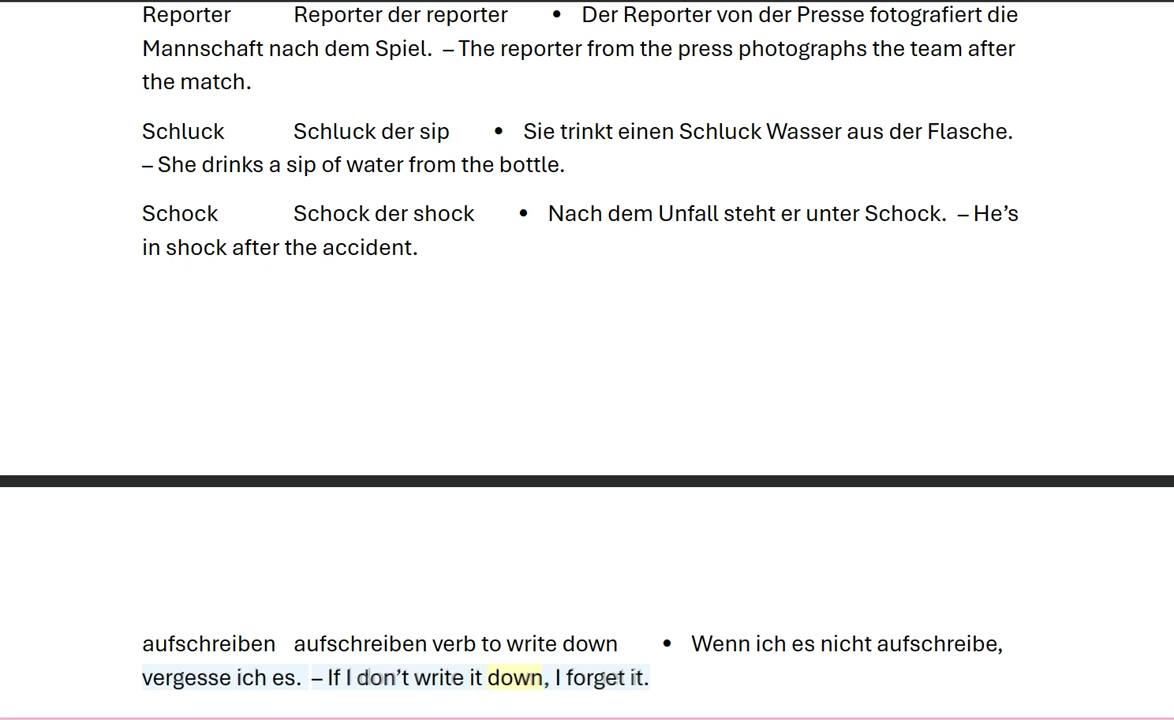 Reporter Reporter der reporter • Der Reporter von der Presse fotografiert die
Mannschaft nach dem Spiel. – The reporter from the press photographs the team after
the match.
Schluck Schluck der sip • Sie trinkt einen Schluck Wasser aus der Flasche.
– She drinks a sip of water from the bottle.
Schock Schock der shock • Nach dem Unfall steht er unter Schock. – He’s
in shock after the accident.
aufschreiben aufschreiben verb to write down • Wenn ich es nicht aufschreibe,
vergesse ich es. – If I don’t write it down, I forget it.